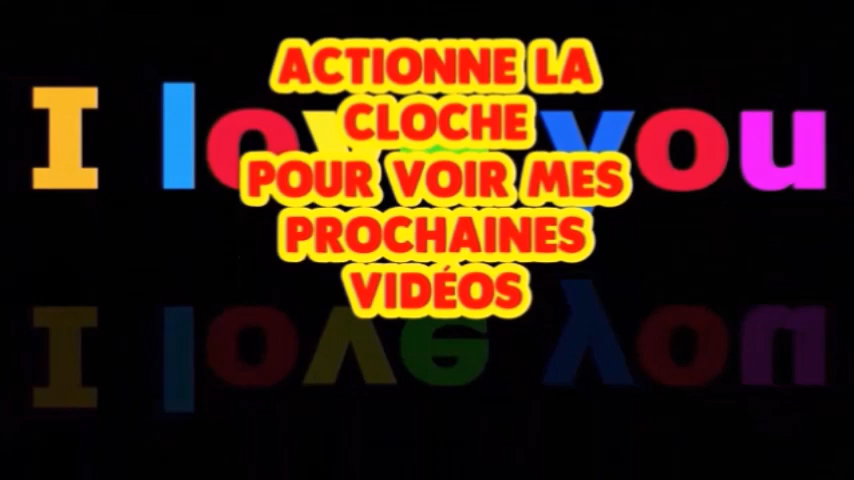 I love you
ACTIONNE LA
CLOCHE
POUR VOIR MES
PROCHAINES
VIDÉOS